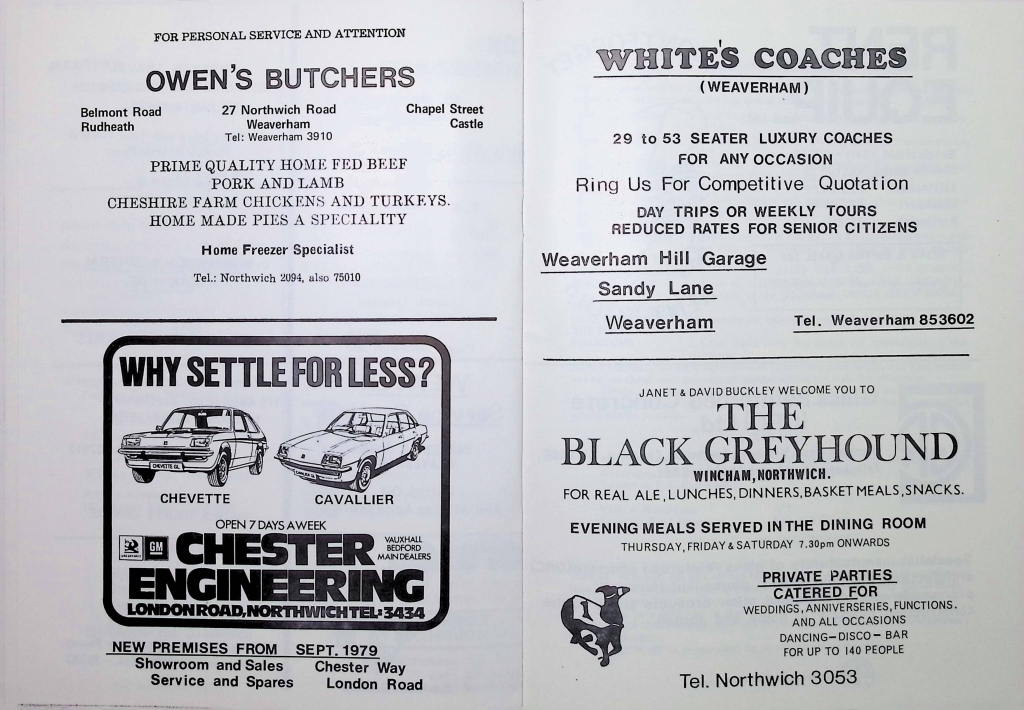 FOR PERSONAL SERVICE AND ATTENTION
OWEN'S BUTCHERS
Belmont Road 27 Northwich Road Chapel Street
Rudheath Weaverham Castle
Tel: Weaverham 3910
PRIME QUALITY HOME FED BEEF
PORK AND LAMB
CHESHIRE FARM CHICKENS AND TURKEYS.
HOME MADE PIES A SPECIALITY
Home Freezer Specialist
Tel.: Northwich 2094, also 75010
WHY SETTLE FOR LESS?
CHEVETTE GL
CAVALIER GL
CHEVETTE CAVALLIER
OPEN 7 DAYS A WEEK
GM
CHESTER
VAUXHALL
BEDFORD
MAIN DEALERS
ENGINEERING
LONDON ROAD, NORTHWICH TEL: 3434
NEW PREMISES FROM SEPT. 1979
Showroom and Sales Chester Way
Service and Spares London Road
WHITE'S COACHES
(WEAVERHAM)
29 to 53 SEATER LUXURY COACHES
FOR ANY OCCASION
Ring Us For Competitive Quotation
DAY TRIPS OR WEEKLY TOURS
REDUCED RATES FOR SENIOR CITIZENS
Weaverham Hill Garage
Sandy Lane
Weaverham Tel. Weaverham 853602
JANET & DAVID BUCKLEY WELCOME YOU TO
THE
BLACK GREYHOUND
WINCHAM, NORTHWICH.
FOR REAL ALE, LUNCHES, DINNERS, BASKET MEALS, SNACKS.
EVENING MEALS SERVED IN THE DINING ROOM
THURSDAY, FRIDAY & SATURDAY 7.30pm ONWARDS
1
PRIVATE PARTIES
CATERED FOR
WEDDINGS, ANNIVERSERIES, FUNCTIONS.
AND ALL OCCASIONS
DANCING – DISCO – BAR
FOR UP TO 140 PEOPLE
Tel. Northwich 3053